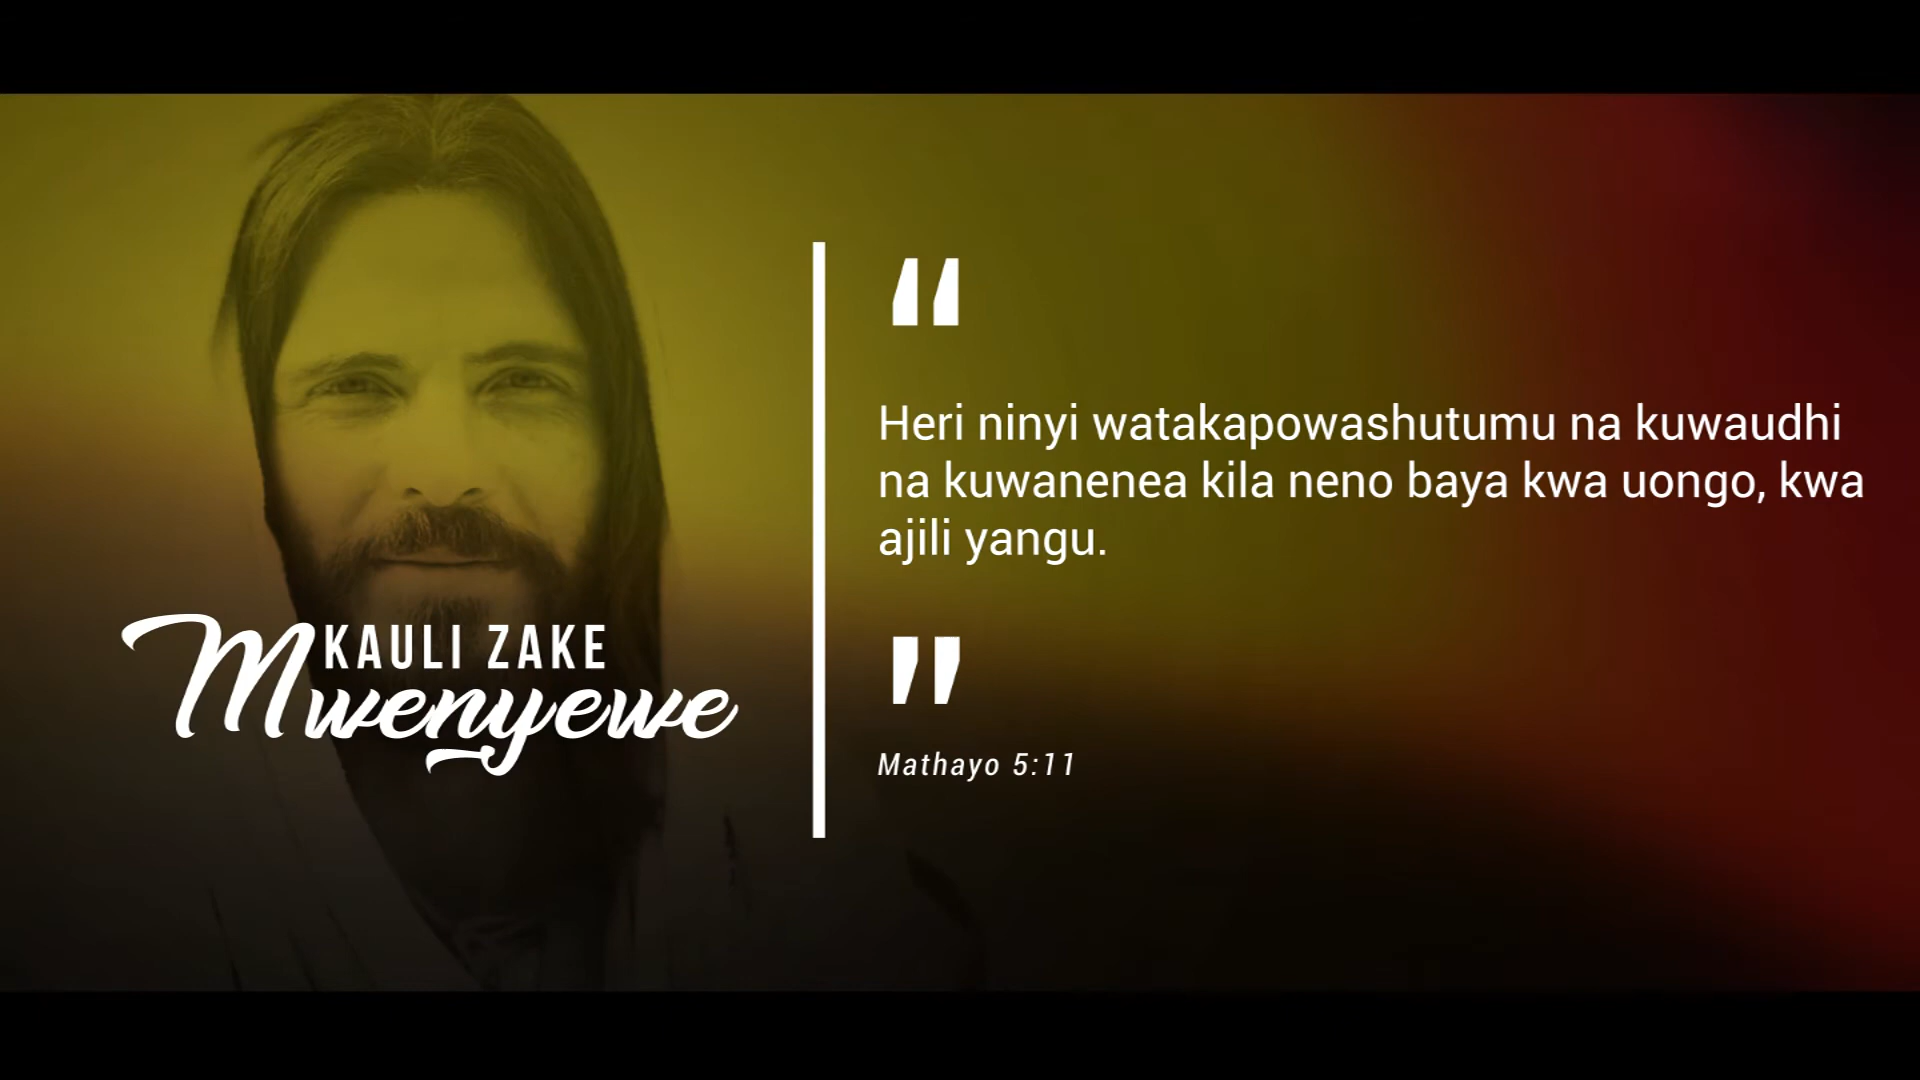 KAULI ZAKE
Mwenyewe
“
Heri ninyi watakapowashutumu na kuwaudhi
na kuwanenea kila neno baya kwa uongo, kwa
ajili yangu.
”
Mathayo 5:11